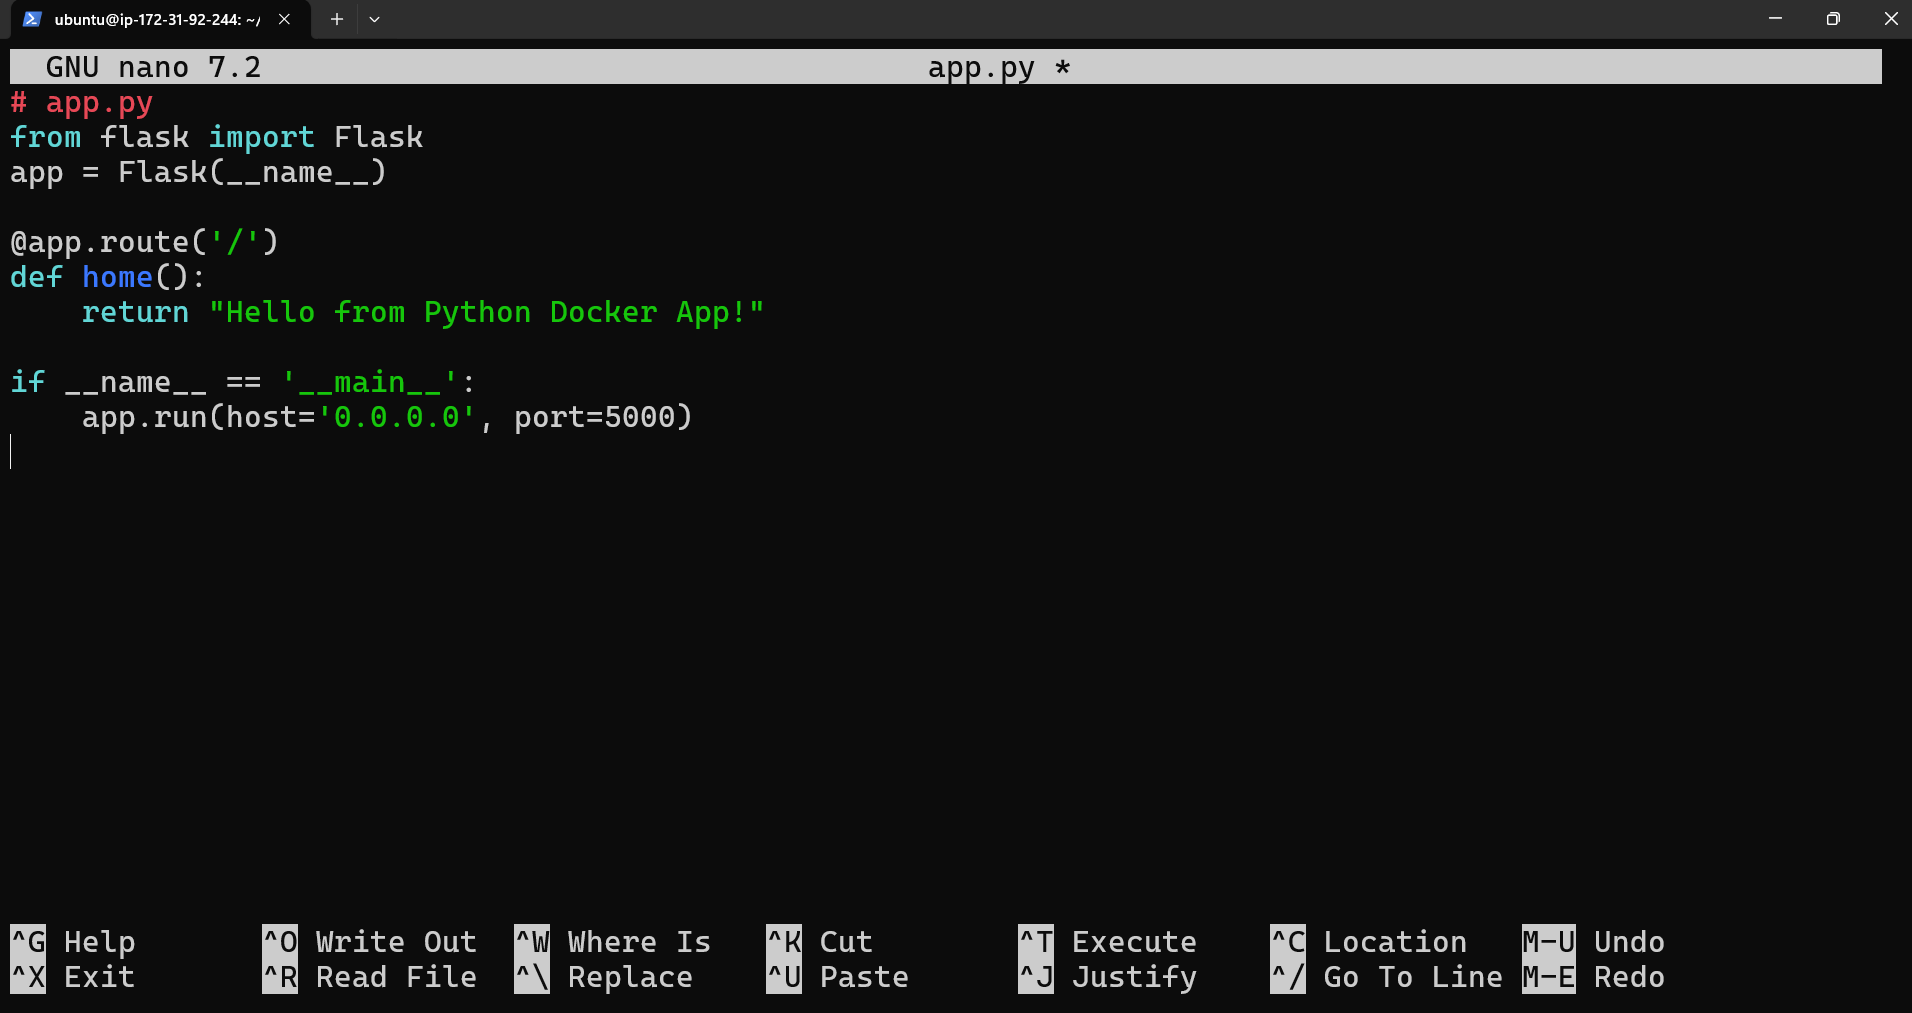 ubuntu@ip-172-31-92-244: ~/
GNU nano 7.2 app.py *
# app.py
from flask import Flask
app = Flask(__name__)
@app.route('/')
def home():
    return "Hello from Python Docker App!"
if __name__ == '__main__':
    app.run(host='0.0.0.0', port=5000)
^G Help ^O Write Out ^W Where Is ^K Cut ^T Execute ^C Location M-U Undo
^X Exit ^R Read File ^\ Replace ^U Paste ^J Justify ^/ Go To Line M-E Redo